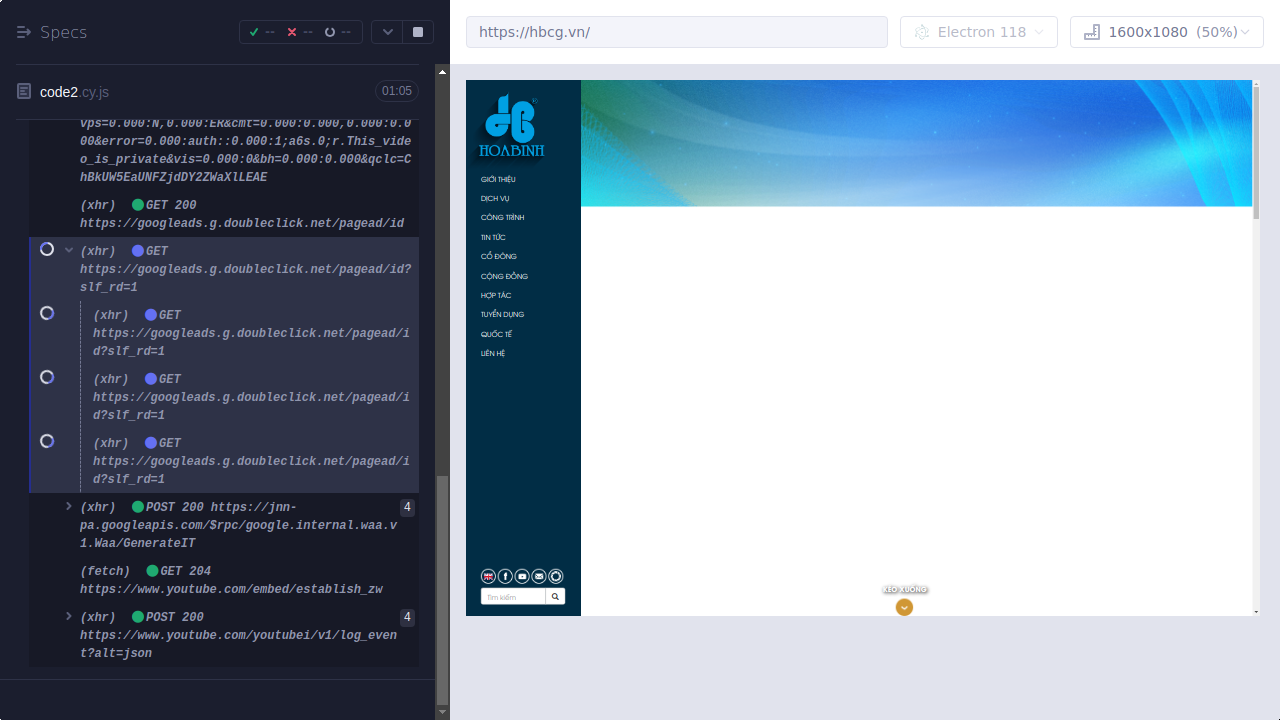 Specs
--
--
--
code2.cy.js
01:05
vps=0.000:N,0.000:ER&cmt=0.000:0.000,0.000:0.0
00&error=0.000:auth::0.000:1;a6s.0;r.This_vide
o_is_private&vis=0.000:0&bh=0.000:0.000&qclc=C
hBkUW5EaUNFZjdDY2ZWaXlLEAE
(xhr) GET 200
https://googleads.g.doubleclick.net/pagead/id
(xhr) GET
https://googleads.g.doubleclick.net/pagead/id?
slf_rd=1
(xhr) GET
https://googleads.g.doubleclick.net/pagead/i
d?slf_rd=1
(xhr) GET
https://googleads.g.doubleclick.net/pagead/i
d?slf_rd=1
(xhr) GET
https://googleads.g.doubleclick.net/pagead/i
d?slf_rd=1
(xhr) POST 200 https://jnn-
pa.googleapis.com/$rpc/google.internal.waa.v
1.Waa/GenerateIT
4
(fetch) GET 204
https://www.youtube.com/embed/establish_zw
(xhr) POST 200
https://www.youtube.com/youtubei/v1/log_even
t?alt=json
4
https://hbcg.vn/
Electron 118
1600x1080 (50%)
HOABINH
GIỚI THIỆU
DỊCH VỤ
CÔNG TRÌNH
TIN TỨC
CỔ ĐÔNG
CỘNG ĐỒNG
HỢP TÁC
TUYỂN DỤNG
QUỐC TẾ
LIÊN HỆ
Tìm kiếm
KÉO XUỐNG